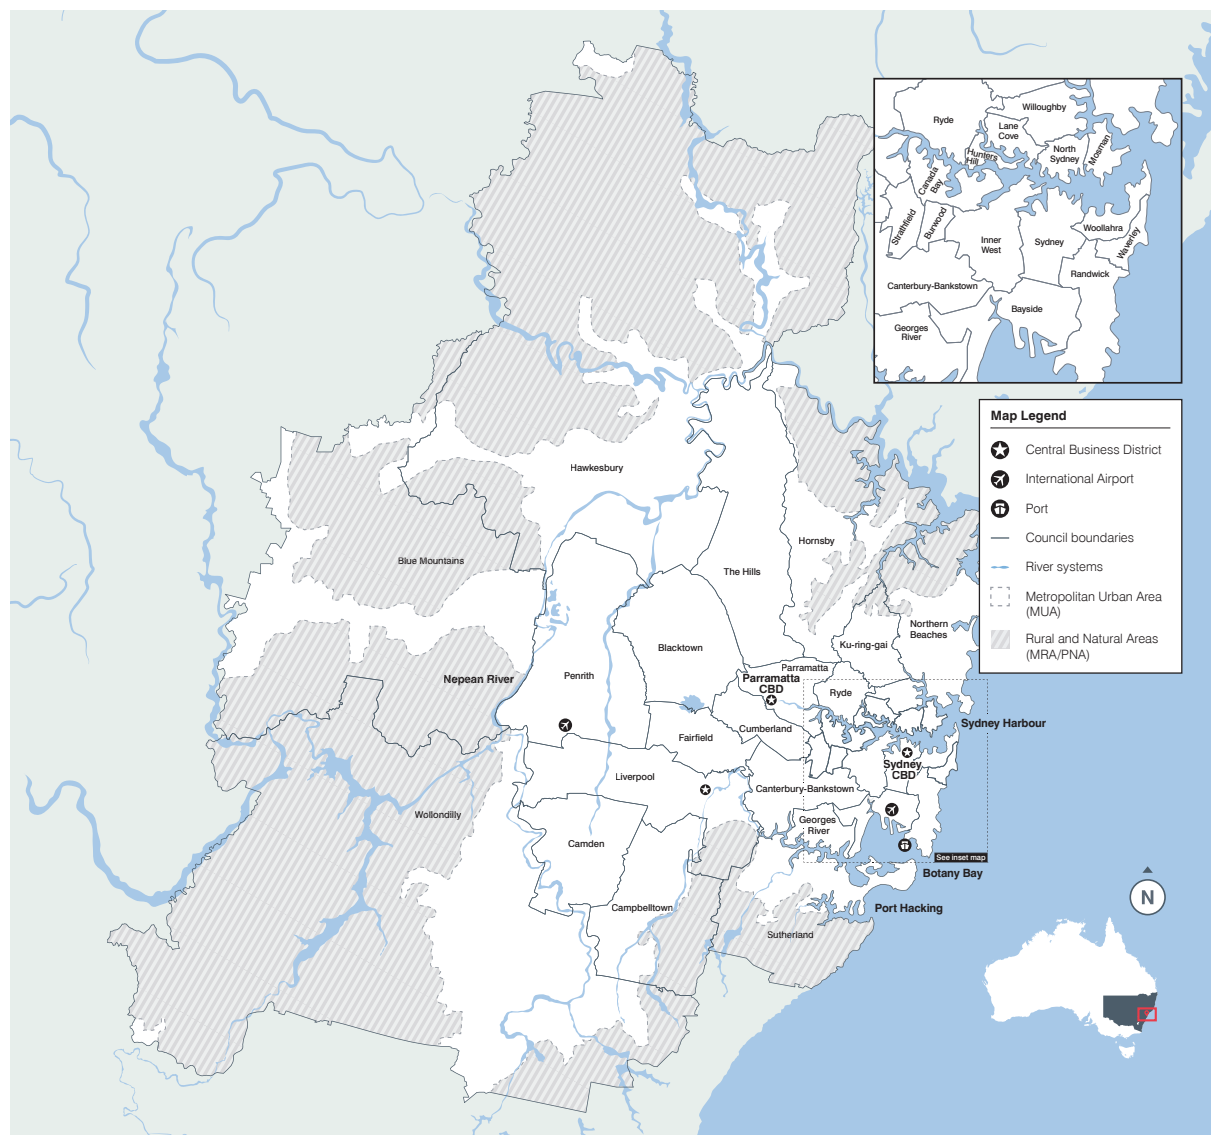 Ryde
Willoughby
Lane
Cove
Hunters
Hill
North
Sydney
Mosman
Canada
Bay
Strathfield
Burwood
Inner
West
Sydney
Woollahra
Waverley
Randwick
Canterbury-Bankstown
Bayside
Georges
River
Map Legend
Central Business District
International Airport
Port
Council boundaries
River systems
Metropolitan Urban Area
(MUA)
Rural and Natural Areas
(MRA/PNA)
Hawkesbury
Blue Mountains
Hornsby
The Hills
Northern
Beaches
Ku-ring-gai
Blacktown
Parramatta
Nepean River
Penrith
Parramatta
CBD
Ryde
Sydney Harbour
Cumberland
Fairfield
Sydney
CBD
Liverpool
Canterbury-Bankstown
Wollondilly
Georges
River
Camden
See inset map
Botany Bay
Campbelltown
Port Hacking
Sutherland
N